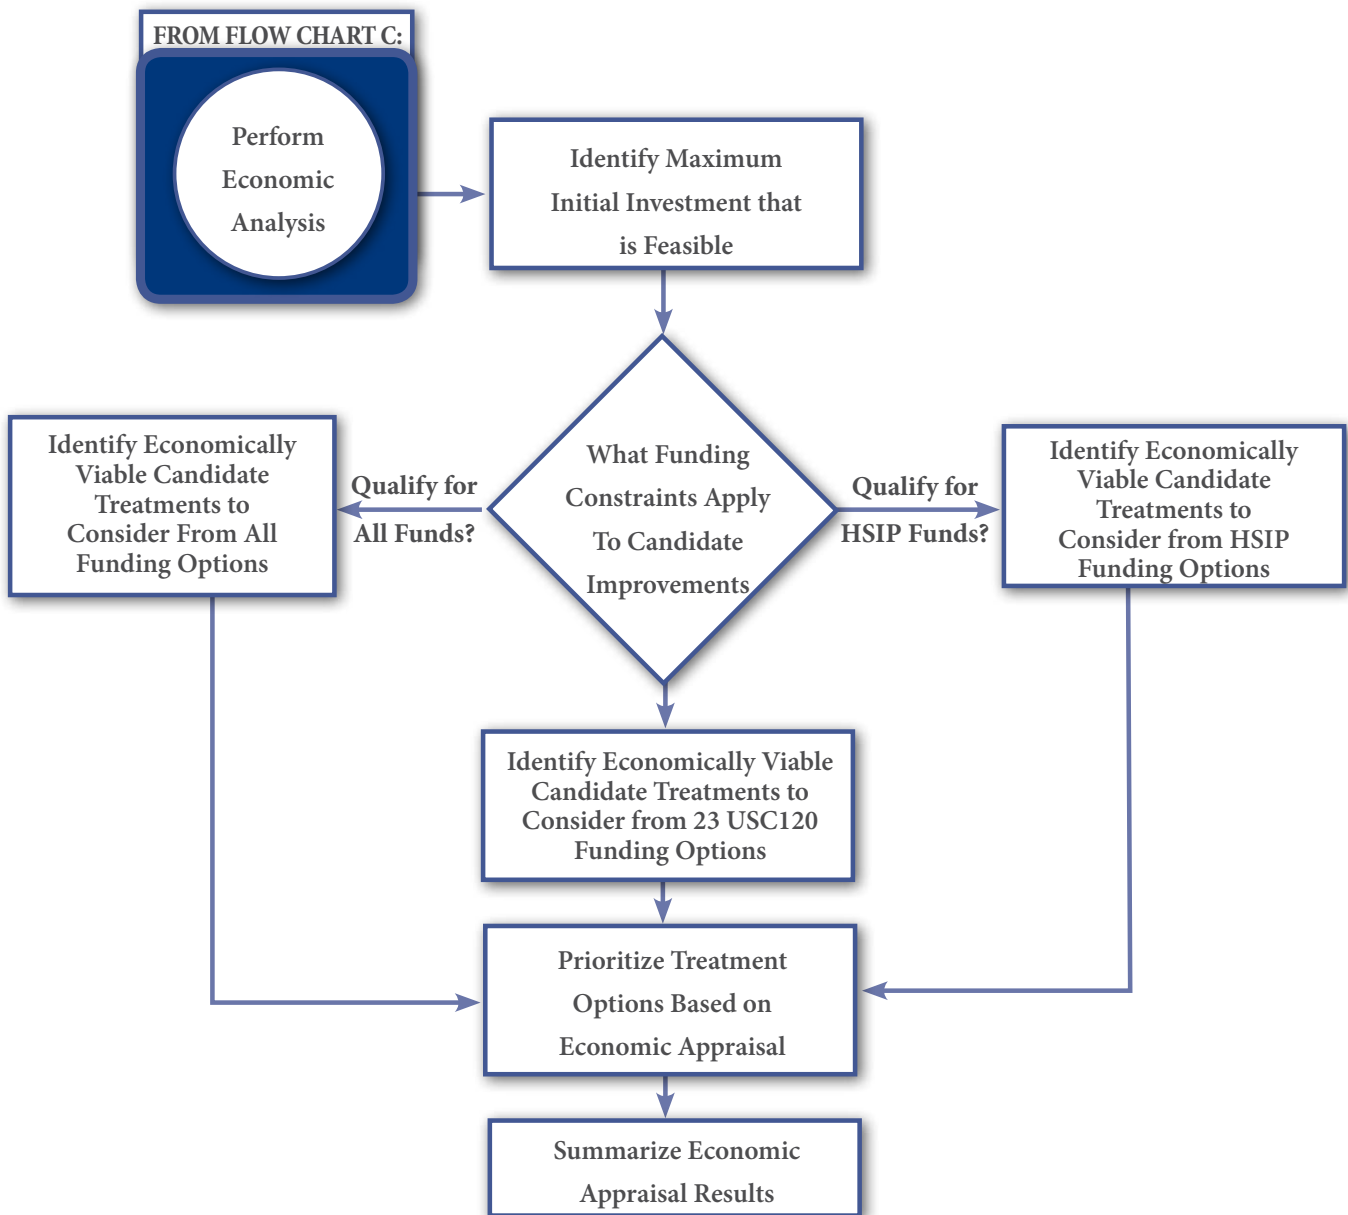 FROM FLOW CHART C:
Perform
Economic
Analysis
Identify Maximum
Initial Investment that
is Feasible
What Funding
Constraints Apply
To Candidate
Improvements
Qualify for
All Funds?
Identify Economically
Viable Candidate
Treatments to
Consider From All
Funding Options
Qualify for
HSIP Funds?
Identify Economically
Viable Candidate
Treatments to
Consider from HSIP
Funding Options
Identify Economically Viable
Candidate Treatments to
Consider from 23 USC120
Funding Options
Prioritize Treatment
Options Based on
Economic Appraisal
Summarize Economic
Appraisal Results